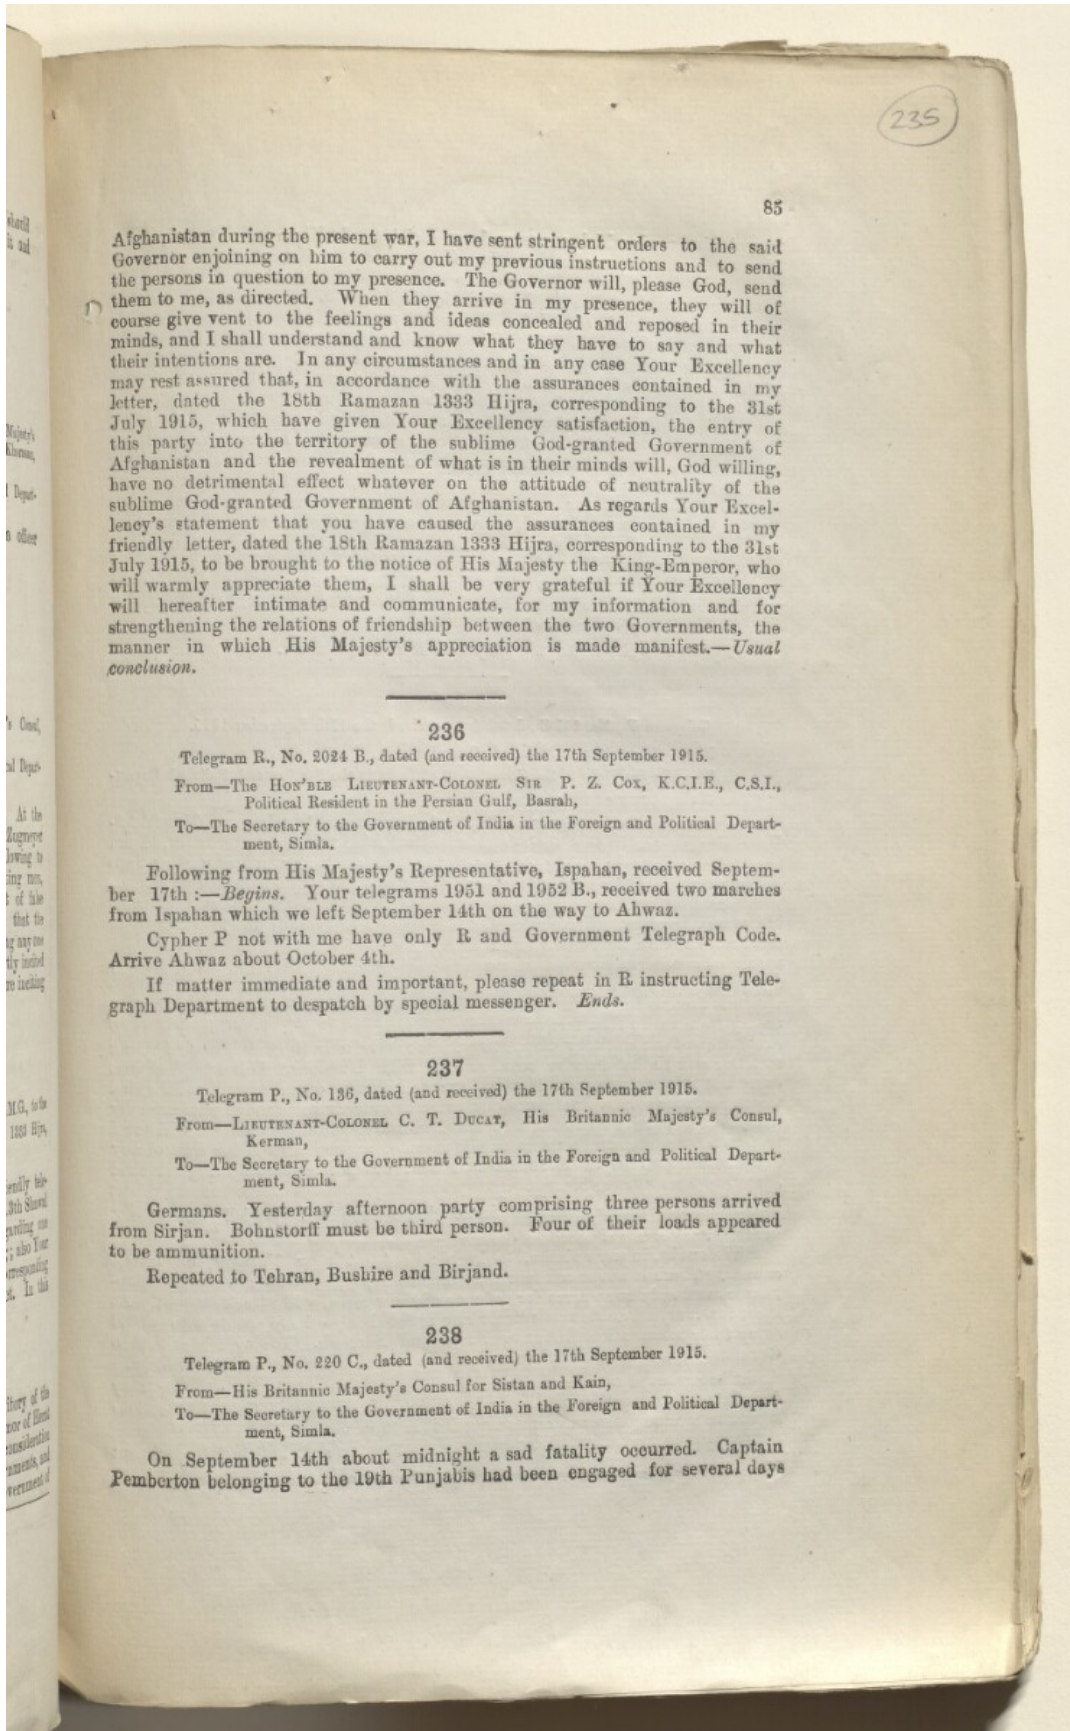 235
85
Afghanistan during the present war, I have sent stringent orders to the said
Governor enjoining on him to carry out my previous instructions and to send
the persons in question to my presence. The Governor will, please God, send
them to me, as directed. When they arrive in my presence, they will of
course give vent to the feelings and ideas concealed and reposed in their
minds, and I shall understand and know what they have to say and what
their intentions are. In any circumstances and in any case Your Excellency
may rest assured that, in accordance with the assurances contained in my
letter, dated the 18th Ramazan 1333 Hijra, corresponding to the 31st
July 1915, which have given Your Excellency satisfaction, the entry of
this party into the territory of the sublime God-granted Government of
Afghanistan and the revealment of what is in their minds will, God willing,
have no detrimental effect whatever on the attitude of neutrality of the
sublime God-granted Government of Afghanistan. As regards Your Excel-
lency's statement that you have caused the assurances contained in my
friendly letter, dated the 18th Ramazan 1333 Hijra, corresponding to the 31st
July 1915, to be brought to the notice of His Majesty the King-Emperor, who
will warmly appreciate them, I shall be very grateful if Your Excellency
will hereafter intimate and communicate, for my information and for
strengthening the relations of friendship between the two Governments, the
manner in which His Majesty's appreciation is made manifest.—Usual
conclusion.
236
Telegram R., No. 2024 B., dated (and received) the 17th September 1915.
From—The Hon'ble Lieutenant-Colonel Sir P. Z. Cox, K.C.I.E., C.S.I.,
Political Resident in the Persian Gulf, Basrah,
To—The Secretary to the Government of India in the Foreign and Political Depart-
ment, Simla.
Following from His Majesty's Representative, Ispahan, received Septem-
ber 17th :—Begins. Your telegrams 1951 and 1952 B., received two marches
from Ispahan which we left September 14th on the way to Ahwaz.
Cypher P not with me have only R and Government Telegraph Code.
Arrive Ahwaz about October 4th.
If matter immediate and important, please repeat in R instructing Tele-
graph Department to despatch by special messenger. Ends.
237
Telegram P., No. 136, dated (and received) the 17th September 1915.
From—Lieutenant-Colonel C. T. Ducat, His Britannic Majesty's Consul,
Kerman,
To—The Secretary to the Government of India in the Foreign and Political Depart-
ment, Simla.
Germans. Yesterday afternoon party comprising three persons arrived
from Sirjan. Bohnstorff must be third person. Four of their loads appeared
to be ammunition.
Repeated to Tehran, Bushire and Birjand.
238
Telegram P., No. 220 C., dated (and received) the 17th September 1915.
From—His Britannic Majesty's Consul for Sistan and Kain,
To—The Secretary to the Government of India in the Foreign and Political Depart-
ment, Simla.
On September 14th about midnight a sad fatality occurred. Captain
Pemberton belonging to the 19th Punjabis had been engaged for several days